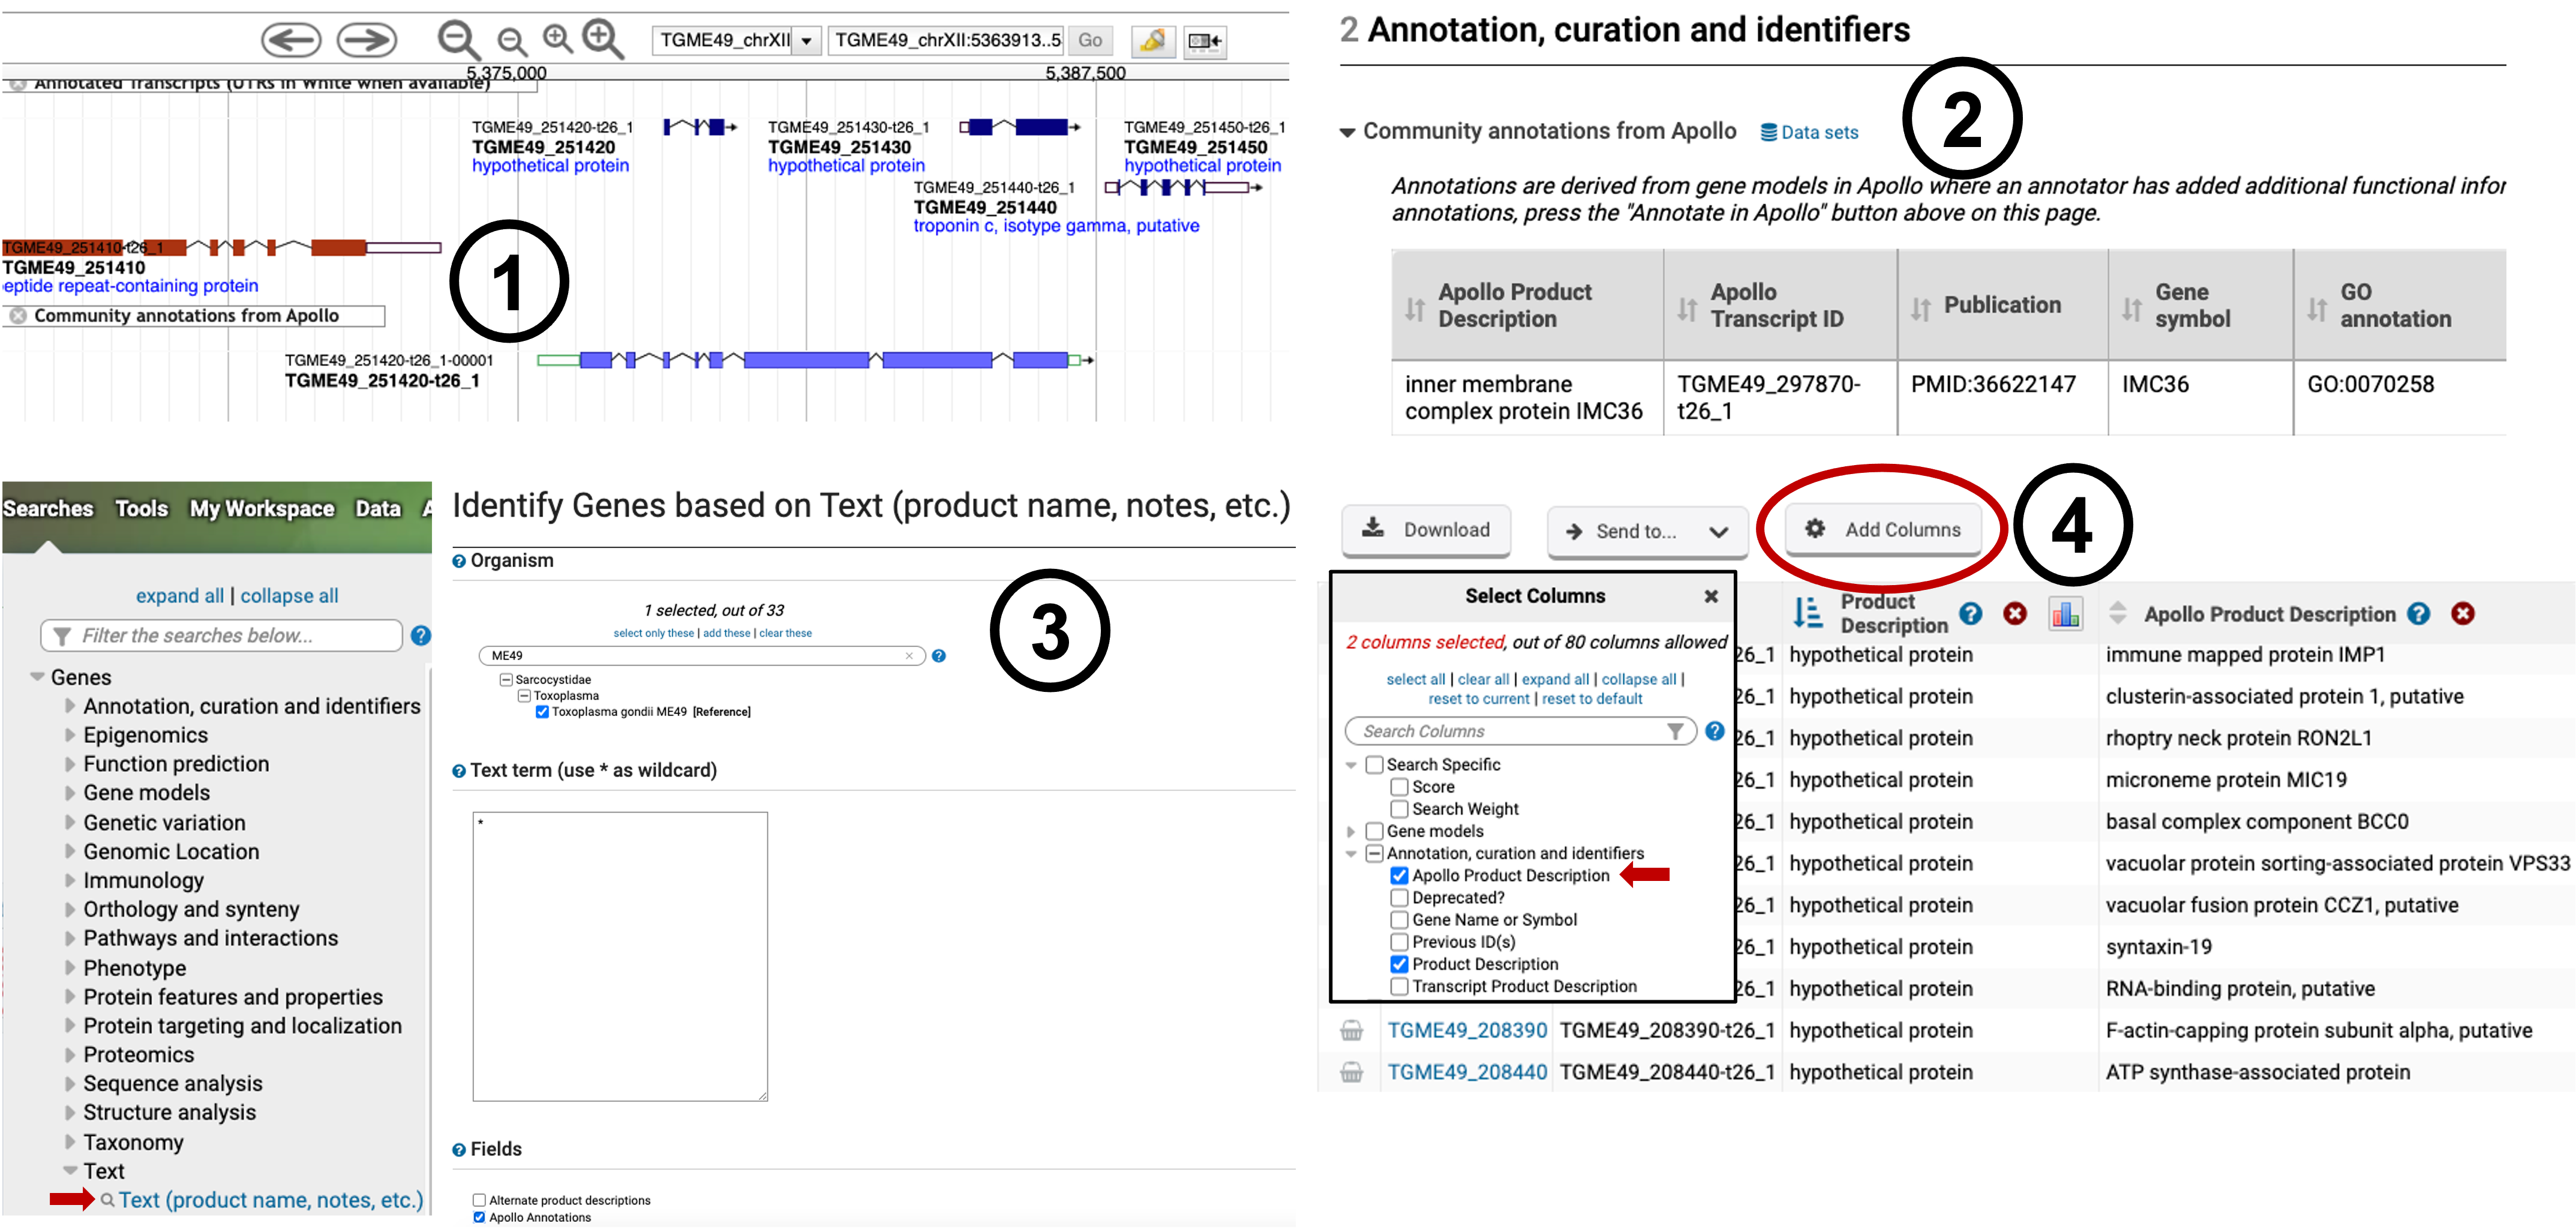 TGME49_chrXII
TGME49_chrXII:5363913..5
Go
5,375,000
5,387,500
Annotated Transcripts (UTRs in White when available)
TGME49_251420-t26_1
TGME49_251420
hypothetical protein
TGME49_251430-t26_1
TGME49_251430
hypothetical protein
TGME49_251450-t26_1
TGME49_251450
hypothetical protein
TGME49_251440-t26_1
TGME49_251440
troponin c, isotype gamma, putative
TGME49_251410-t26_1
TGME49_251410
eptide repeat-containing protein
1
Community annotations from Apollo
TGME49_251420-t26_1-00001
TGME49_251420-t26_1
2 Annotation, curation and identifiers
2
Community annotations from Apollo
Data sets
Annotations are derived from gene models in Apollo where an annotator has added additional functional infor
annotations, press the "Annotate in Apollo" button above on this page.
Apollo Product Description
Apollo Transcript ID
Publication
Gene symbol
GO annotation
inner membrane complex protein IMC36
TGME49_297870-t26_1
PMID:36622147
IMC36
GO:0070258
Searches Tools My Workspace Data A
expand all | collapse all
Filter the searches below...
?
Genes
Annotation, curation and identifiers
Epigenomics
Function prediction
Gene models
Genetic variation
Genomic Location
Immunology
Orthology and synteny
Pathways and interactions
Phenotype
Protein features and properties
Protein targeting and localization
Proteomics
Sequence analysis
Structure analysis
Taxonomy
Text
Text (product name, notes, etc.)
Identify Genes based on Text (product name, notes, etc.)
? Organism
3
1 selected, out of 33
select only these | add these | clear these
ME49
×
?
Sarcocystidae
Toxoplasma
Toxoplasma gondii ME49 [Reference]
? Text term (use * as wildcard)
*
? Fields
Alternate product descriptions
Apollo Annotations
Download
Send to...
Add Columns
4
Select Columns
2 columns selected, out of 80 columns allowed
select all | clear all | expand all | collapse all |
reset to current | reset to default
Search Columns
?
Search Specific
Score
Search Weight
Gene models
Annotation, curation and identifiers
Apollo Product Description
Deprecated?
Gene Name or Symbol
Previous ID(s)
Product Description
Transcript Product Description
Product Description ?
Apollo Product Description ?
26_1 hypothetical protein immune mapped protein IMP1
26_1 hypothetical protein clusterin-associated protein 1, putative
26_1 hypothetical protein rhoptry neck protein RON2L1
26_1 hypothetical protein microneme protein MIC19
26_1 hypothetical protein basal complex component BCC0
26_1 hypothetical protein vacuolar protein sorting-associated protein VPS33
26_1 hypothetical protein vacuolar fusion protein CCZ1, putative
26_1 hypothetical protein syntaxin-19
26_1 hypothetical protein RNA-binding protein, putative
TGME49_208390 TGME49_208390-t26_1 hypothetical protein F-actin-capping protein subunit alpha, putative
TGME49_208440 TGME49_208440-t26_1 hypothetical protein ATP synthase-associated protein